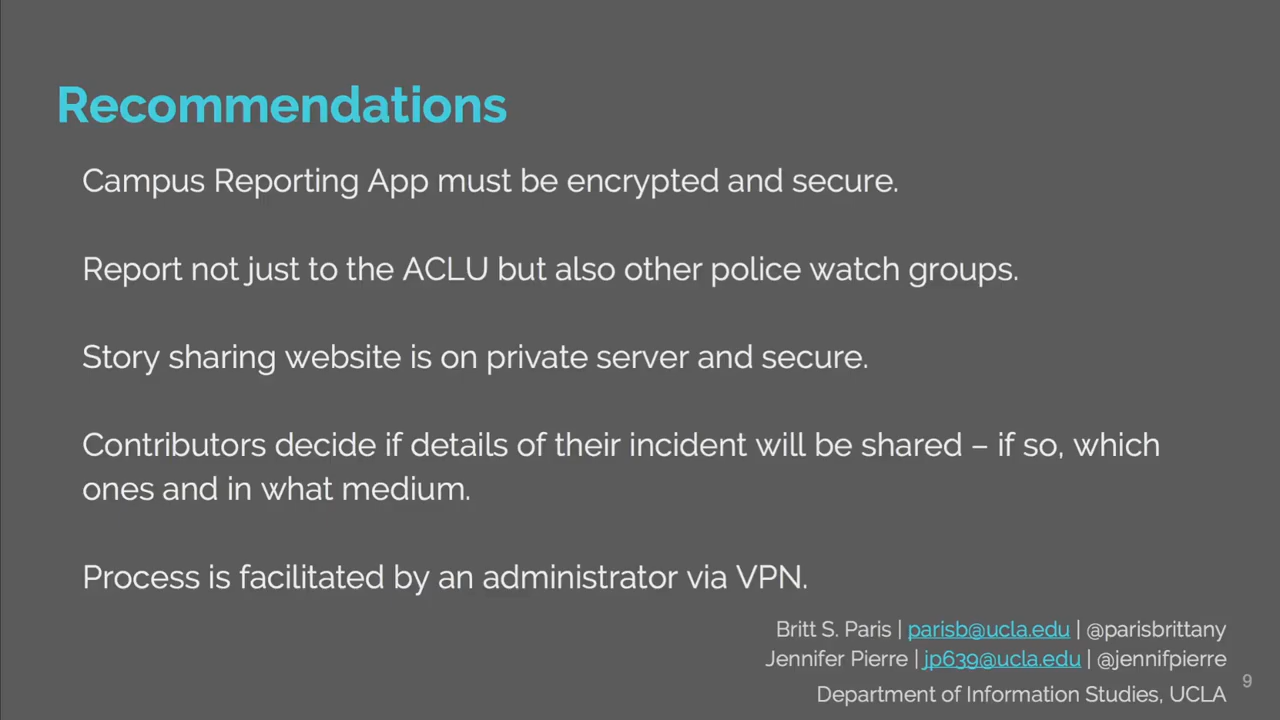 Recommendations
Campus Reporting App must be encrypted and secure.
Report not just to the ACLU but also other police watch groups.
Story sharing website is on private server and secure.
Contributors decide if details of their incident will be shared – if so, which
ones and in what medium.
Process is facilitated by an administrator via VPN.
Britt S. Paris | parisb@ucla.edu | @parisbrittany
Jennifer Pierre | jp639@ucla.edu | @jennifpierre
Department of Information Studies, UCLA
9